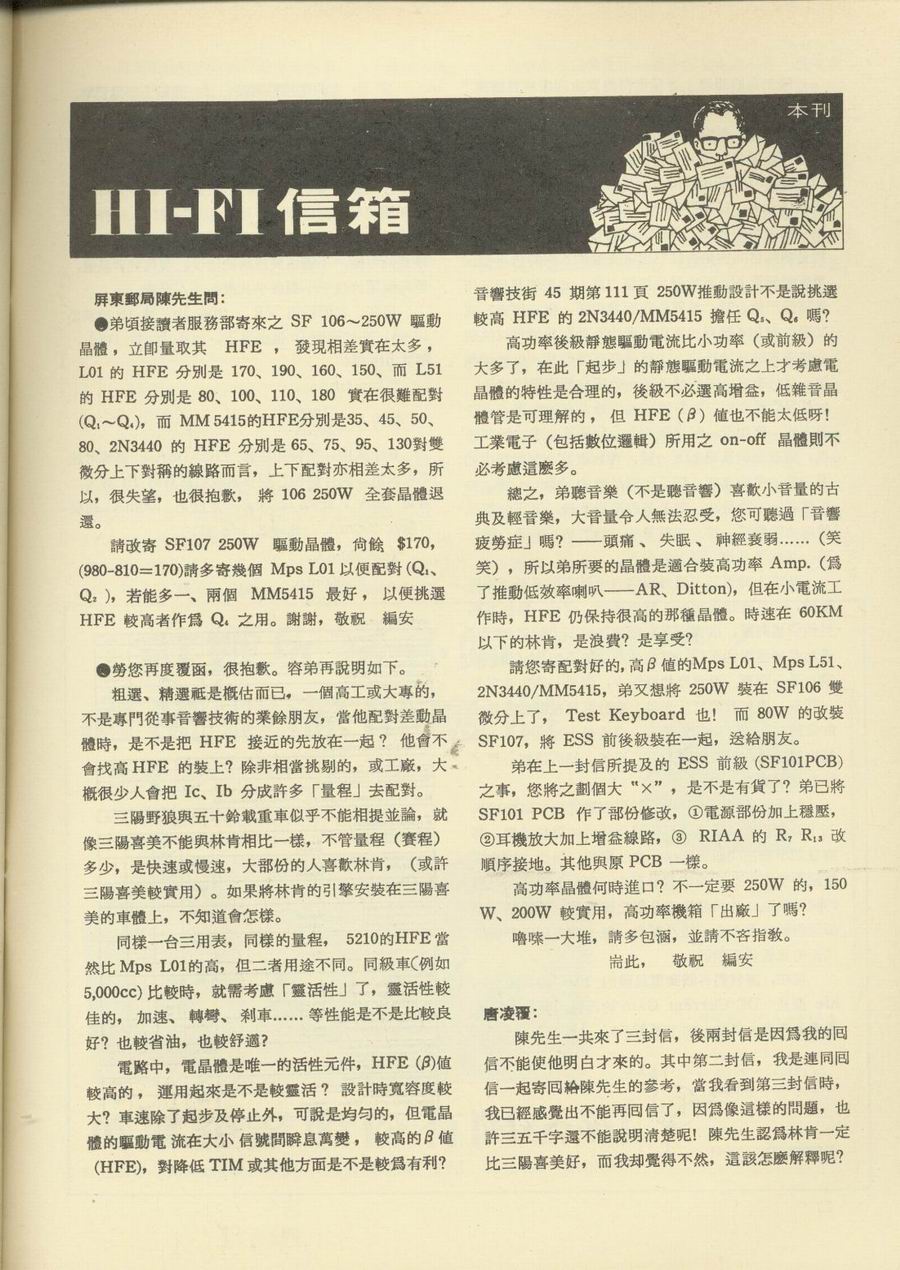 本刊
HI-FI 信箱
屏東郵局陳先生問：
●弟頃接讀者服務部寄來之 SF 106～250W 驅動
晶體，立即量取其 HFE ，發現相差實在太多，
L01 的 HFE 分別是 170、190、160、150、而 L51
的 HFE 分別是 80、100、110、180 實在很難配對
(Q₁～Q₄)，而 MM 5415的HFE分別是35、45、50、
80、2N3440 的 HFE 分別是 65、75、95、130對雙
微分上下對稱的線路而言，上下配對亦相差太多，所
以，很失望，也很抱歉， 將 106 250W 全套晶體退
還。
請改寄 SF107 250W 驅動晶體，尙餘 $170，
(980-810=170)請多寄幾個 Mps L01 以便配對 (Q₁、
Q₂ )，若能多一、兩個 MM5415 最好，以便挑選
HFE 較高者作爲 Q₄ 之用。謝謝，敬祝 編安
●勞您再度覆函，很抱歉。容弟再說明如下。
粗選、精選祗是概估而已，一個高工或大專的，
不是專門從事音響技術的業餘朋友，當他配對差動晶
體時，是不是把 HFE 接近的先放在一起？ 他會不
會找高 HFE 的裝上？除非相當挑剔的，或工廠，大
概很少人會把 Ic、Ib 分成許多「量程」去配對。
三陽野狼與五十鈴載重車似乎不能相提並論，就
像三陽喜美不能與林肯相比一樣，不管量程（賽程）
多少，是快速或慢速，大部份的人喜歡林肯，（或許
三陽喜美較實用）。如果將林肯的引擎安裝在三陽喜
美的車體上，不知道會怎樣。
同樣一台三用表，同樣的量程， 5210的HFE當
然比 Mps L01的高，但二者用途不同。同級車（例如
5,000cc) 比較時，就需考慮「靈活性」了，靈活性較
佳的， 加速、 轉彎、 刹車…… 等性能是不是比較良
好？也較省油，也較舒適？
電路中，電晶體是唯一的活性元件，HFE (β)值
較高的， 運用起來是不是較靈活？ 設計時寬容度較
大？車速除了起步及停止外，可說是均勻的，但電晶
體的驅動電 流在大小 信號間瞬息萬變， 較高的β 値
(HFE)，對降低 TIM 或其他方面是不是較爲有利？
音響技術 45 期第 111 頁 250W推動設計不是說挑選
較高 HFE 的 2N3440/MM5415 擔任 Q₅、Q₆ 嗎？
高功率後級靜態驅動電流比小功率（或前級）的
大多了，在此「起步」的靜態驅動電流之上才考慮電
晶體的特性是合理的，後級不必選高增益，低雜音晶
體管是可理解的， 但 HFE (β) 値也不能太低呀！
工業電子（包括數位邏輯）所用之 on-off 晶體則不
必考慮這麽多。
總之，弟聽音樂（不是聽音響）喜歡小音量的古
典及輕音樂，大音量令人無法忍受，您可聽過「音響
疲勞症」嗎？——頭痛、 失眠、 神經衰弱……（笑
笑），所以弟所要的晶體是適合裝高功率 Amp.（爲
了推動低效率喇叭——AR、Ditton)，但在小電流工
作時，HFE 仍保持很高的那種晶體。時速在 60KM
以下的林肯，是浪費？是享受？
請您寄配對好的，高β 値的Mps L01、Mps L51、
2N3440/MM5415，弟又想將 250W 裝在 SF106 雙
微分上了， Test Keyboard 也！ 而 80W 的改裝
SF107，將 ESS 前後級裝在一起，送給朋友。
弟在上一封信所提及的 ESS 前級 (SF101PCB)
之事，您將之劃個大“×”，是不是有貨了？弟已將
SF101 PCB 作了部份修改，①電源部份加上穩壓，
②耳機放大加上增益線路，③ RIAA 的 R₇ R₁₃ 改
順序接地。其他與原 PCB 一樣。
高功率晶體何時進口？不一定要 250W 的，150
W、200W 較實用，高功率機箱「出廠」了嗎？
嚕嗦一大堆，請多包涵，並請不吝指敎。
耑此， 敬祝 編安
唐凌覆：
陳先生一共來了三封信，後兩封信是因爲我的囘
信不能使他明白才來的。其中第二封信，我是連同囘
信一起寄囘給陳先生的參考，當我看到第三封信時，
我已經感覺出不能再囘信了，因爲像這樣的問題，也
許三五千字還不能說明淸楚呢！陳先生認爲林肯一定
比三陽喜美好，而我却覺得不然，這該怎麽解釋呢？